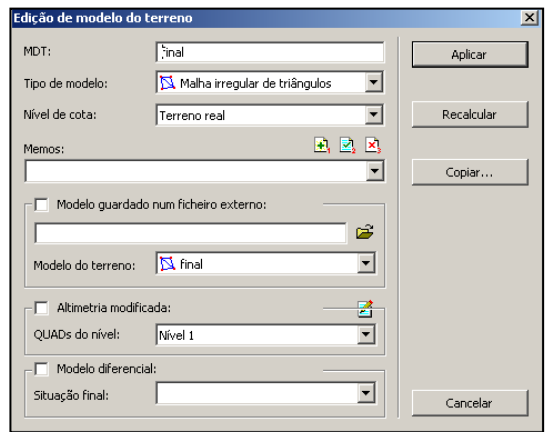 Edição de modelo do terreno
MDT: final
Aplicar
Tipo de modelo: Malha irregular de triângulos
Nível de cota: Terreno real
Recalcular
Memos:
Copiar...
Modelo guardado num ficheiro externo:
Modelo do terreno: final
Altimetria modificada:
QUADs do nível: Nível 1
Modelo diferencial:
Situação final:
Cancelar